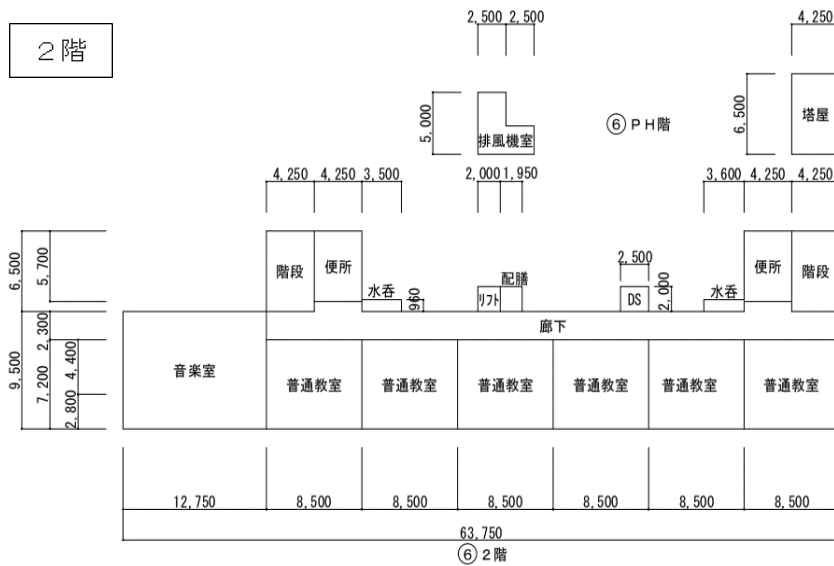 2階
2,500 2,500
4,250
5,000
排風機室
⑥ PH階
6,500
塔屋
4,250 4,250 3,500
2,000 1,950
3,600 4,250 4,250
6,500
5,700
階段
便所
水呑
960
リフト
配膳
2,500
DS
2,000
水呑
便所
階段
9,500
2,300
7,200
4,400
2,800
音楽室
廊下
普通教室 普通教室 普通教室 普通教室 普通教室 普通教室
12,750 8,500 8,500 8,500 8,500 8,500 8,500
63,750
⑥ 2階